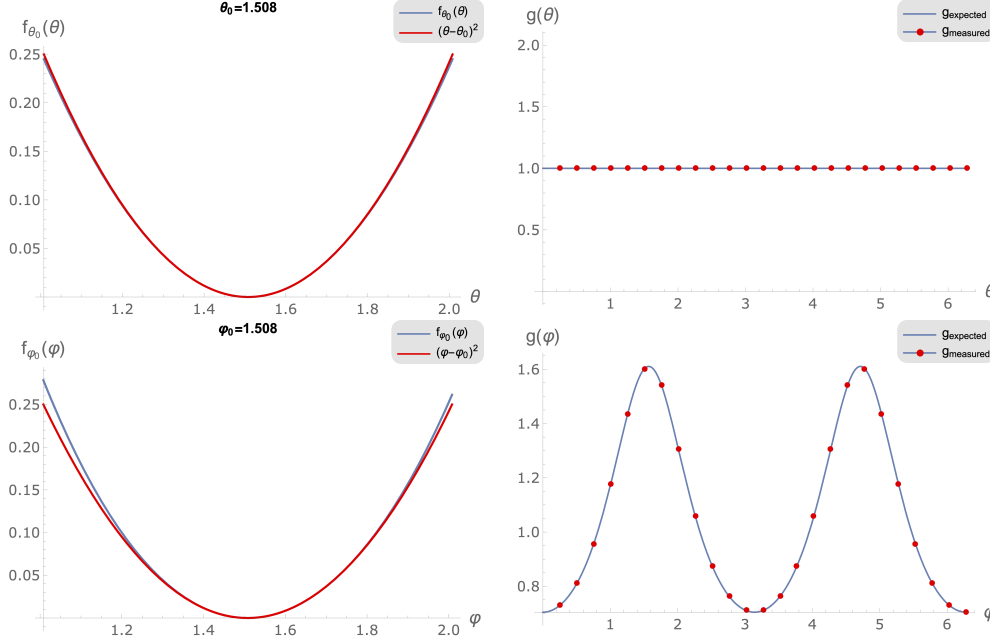 θ₀=1.508
f_θ₀(θ)
f_θ₀(θ)
(θ-θ₀)²
0.25
0.20
0.15
0.10
0.05
1.2 1.4 1.6 1.8 2.0 θ
g(θ)
g_expected
g_measured
2.0
1.5
1.0
0.5
1 2 3 4 5 6 θ
φ₀=1.508
f_φ₀(φ)
f_φ₀(φ)
(φ-φ₀)²
0.25
0.20
0.15
0.10
0.05
1.2 1.4 1.6 1.8 2.0 φ
g(φ)
g_expected
g_measured
1.6
1.4
1.2
1.0
0.8
1 2 3 4 5 6 φ